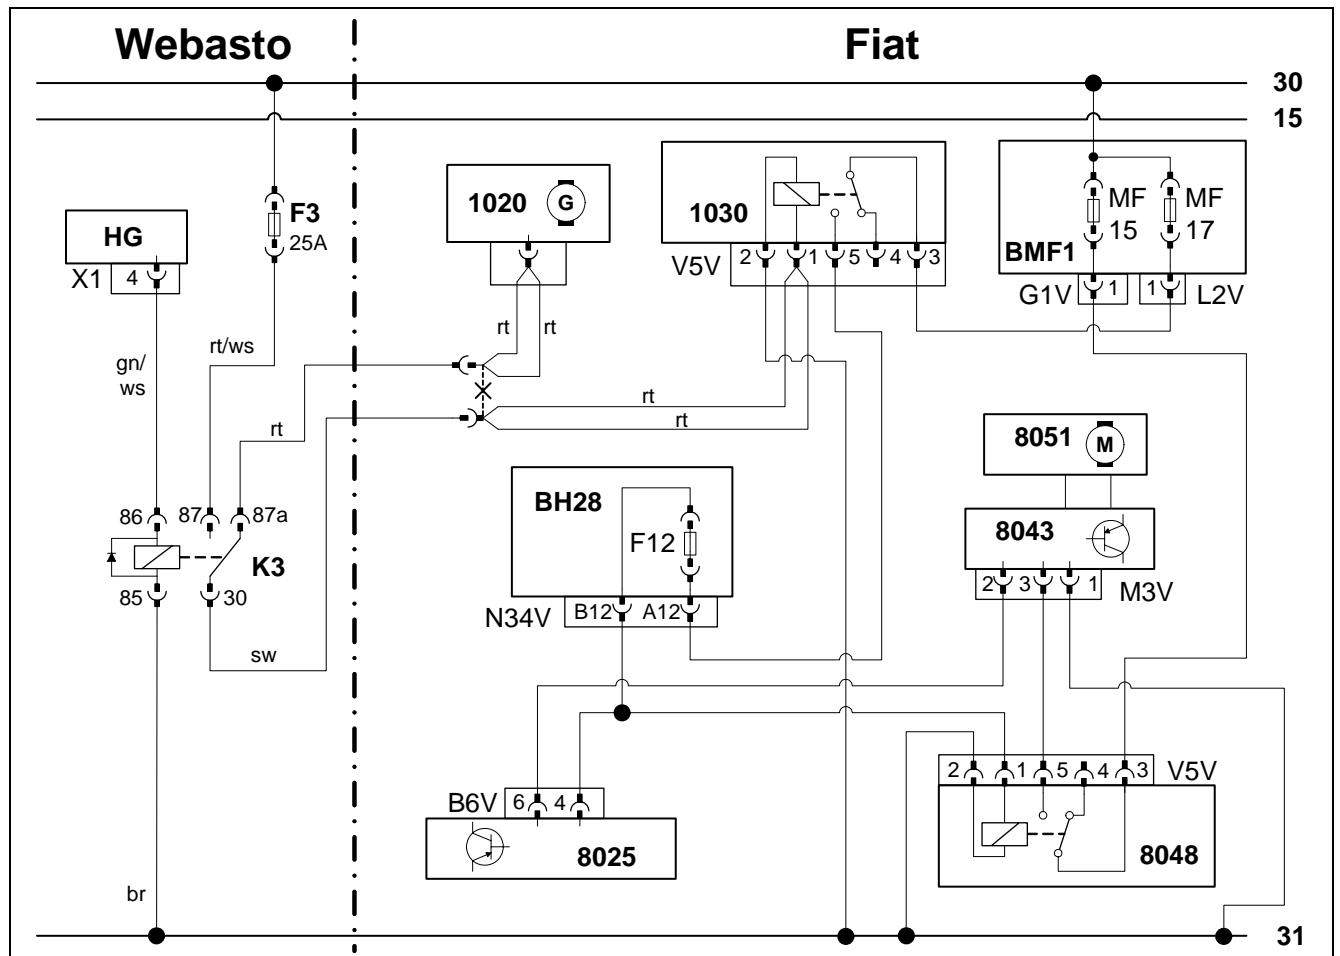 Webasto Fiat
30
15
HG
X1 4
F3
25A
1020 G
1030
V5V 2 1 5 4 3
BMF1
MF
15
MF
17
G1V 1 1 L2V
gn/
ws
rt/ws
rt rt
rt
rt
rt
86 87 87a
K3
85 30
sw
BH28
F12
N34V B12 A12
8051 M
8043
2 3 1 M3V
B6V 6 4
8025
2 1 5 4 3 V5V
8048
br
31